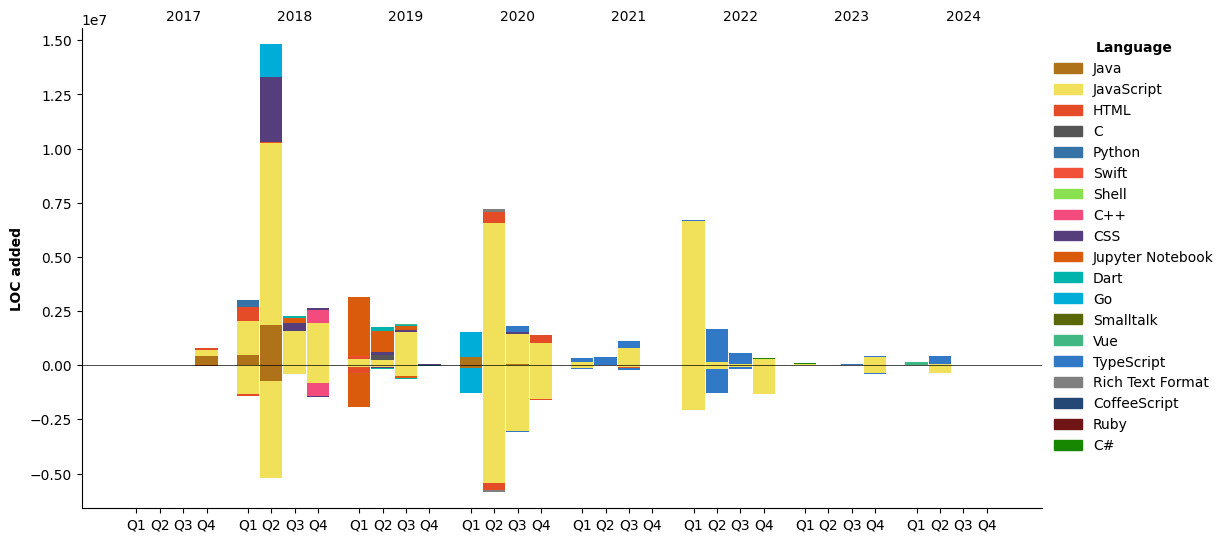 2017 2018 2019 2020 2021 2022 2023 2024
1e7
1.50
1.25
1.00
0.75
0.50
0.25
0.00
−0.25
−0.50
LOC added
Q1 Q2 Q3 Q4 Q1 Q2 Q3 Q4 Q1 Q2 Q3 Q4 Q1 Q2 Q3 Q4 Q1 Q2 Q3 Q4 Q1 Q2 Q3 Q4 Q1 Q2 Q3 Q4 Q1 Q2 Q3 Q4
Language
Java
JavaScript
HTML
C
Python
Swift
Shell
C++
CSS
Jupyter Notebook
Dart
Go
Smalltalk
Vue
TypeScript
Rich Text Format
CoffeeScript
Ruby
C#